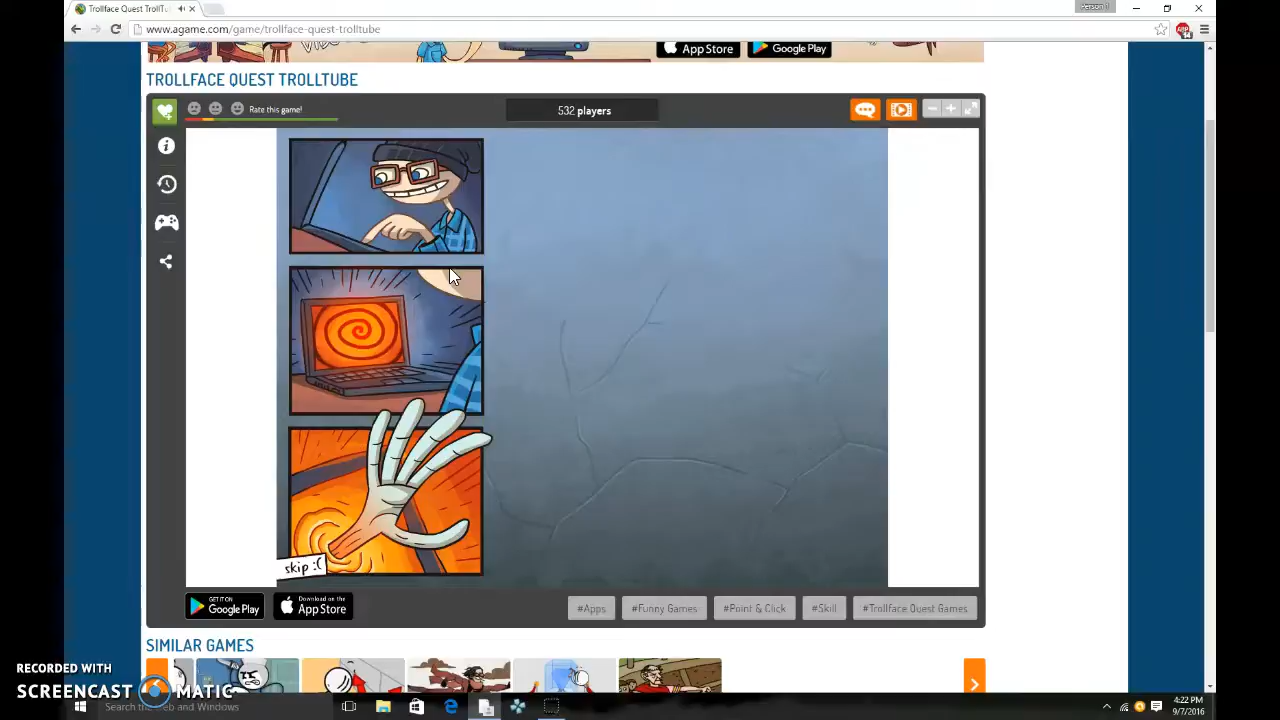 Trollface Quest TrollTu
Person 1
www.agame.com/game/trollface-quest-trolltube
App Store
Google Play
TROLLFACE QUEST TROLLTUBE
Rate this game!
532 players
skip :(
GET IT ON
Google Play
Download on the
App Store
#Apps
#Funny Games
#Point & Click
#Skill
#Trollface Quest Games
SIMILAR GAMES
RECORDED WITH
SCREENCAST MATIC
Search the web and Windows
4:22 PM
9/7/2016